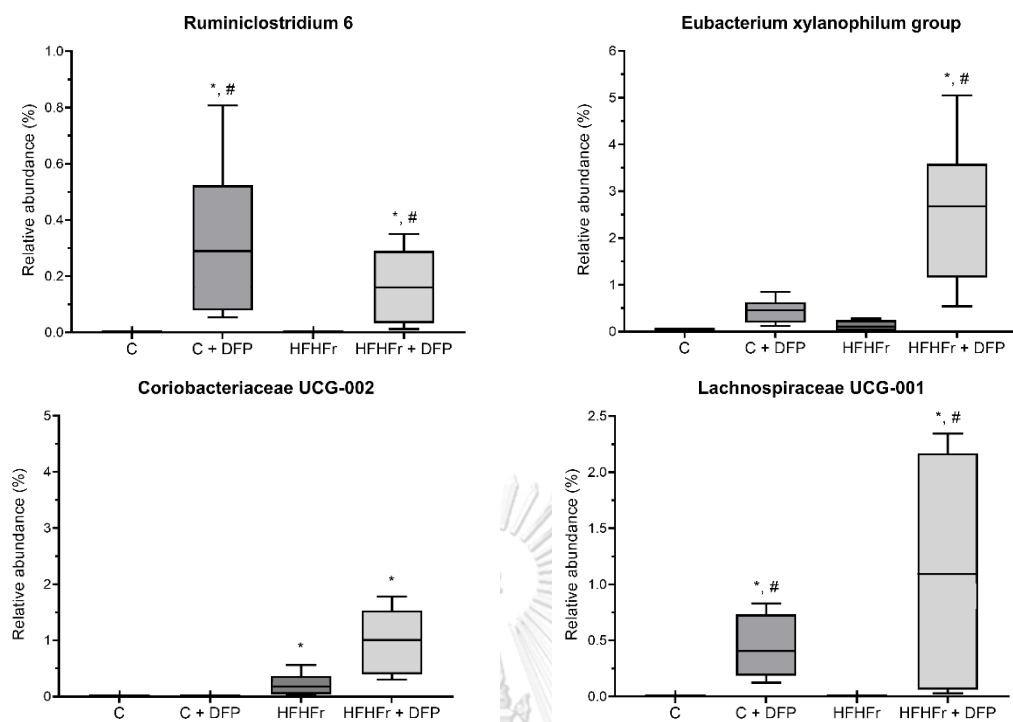 Ruminiclostridium 6
Relative abundance (%)
1.0
0.8
0.6
0.4
0.2
0.0
*, #
*, #
C
C + DFP
HFHFr
HFHFr + DFP
Eubacterium xylanophilum group
Relative abundance (%)
6
5
4
3
2
1
0
*, #
C
C + DFP
HFHFr
HFHFr + DFP
Coriobacteriaceae UCG-002
Relative abundance (%)
5
4
3
2
1
0
*
*
C
C + DFP
HFHFr
HFHFr + DFP
Lachnospiraceae UCG-001
Relative abundance (%)
2.5
2.0
1.5
1.0
0.5
0.0
*, #
*, #
C
C + DFP
HFHFr
HFHFr + DFP